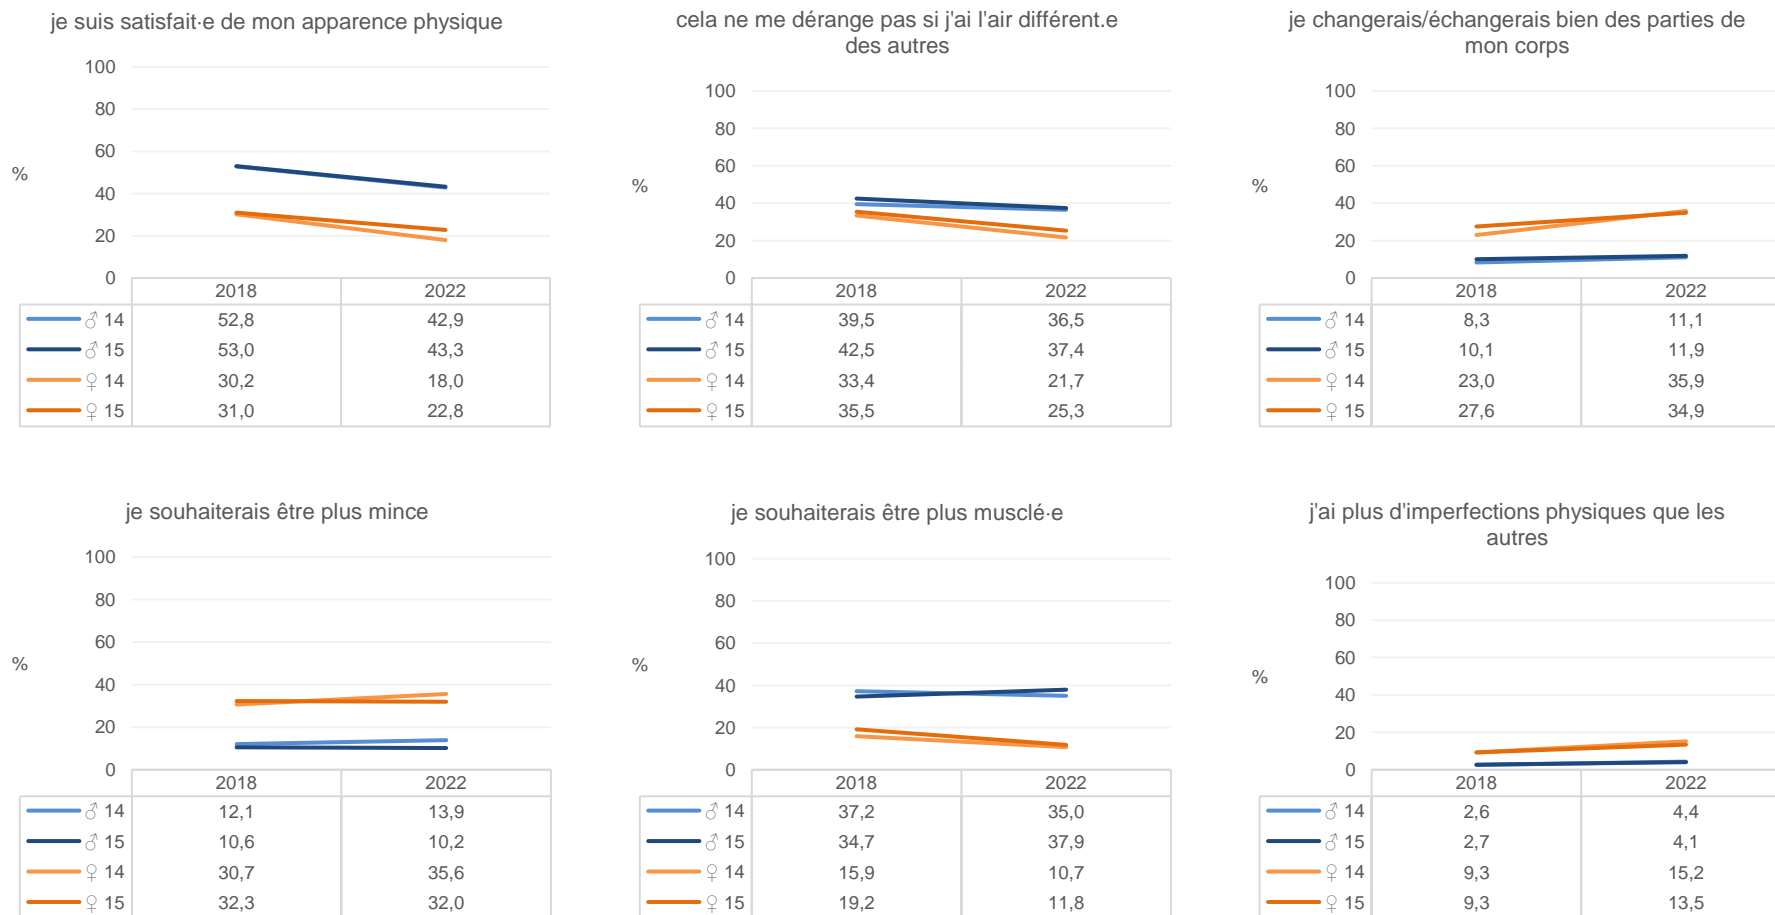 je suis satisfait·e de mon apparence physique
100
80
60
%
40
20
0
2018 2022
♂ 14 52,8 42,9
♂ 15 53,0 43,3
♀ 14 30,2 18,0
♀ 15 31,0 22,8
cela ne me dérange pas si j'ai l'air différent.e
des autres
100
80
60
%
40
20
0
2018 2022
♂ 14 39,5 36,5
♂ 15 42,5 37,4
♀ 14 33,4 21,7
♀ 15 35,5 25,3
je changerais/échangerais bien des parties de
mon corps
100
80
60
%
40
20
0
2018 2022
♂ 14 8,3 11,1
♂ 15 10,1 11,9
♀ 14 23,0 35,9
♀ 15 27,6 34,9
je souhaiterais être plus mince
100
80
60
%
40
20
0
2018 2022
♂ 14 12,1 13,9
♂ 15 10,6 10,2
♀ 14 30,7 35,6
♀ 15 32,3 32,0
je souhaiterais être plus musclé·e
100
80
60
%
40
20
0
2018 2022
♂ 14 37,2 35,0
♂ 15 34,7 37,9
♀ 14 15,9 10,7
♀ 15 19,2 11,8
j'ai plus d'imperfections physiques que les
autres
100
80
60
%
40
20
0
2018 2022
♂ 14 2,6 4,4
♂ 15 2,7 4,1
♀ 14 9,3 15,2
♀ 15 9,3 13,5